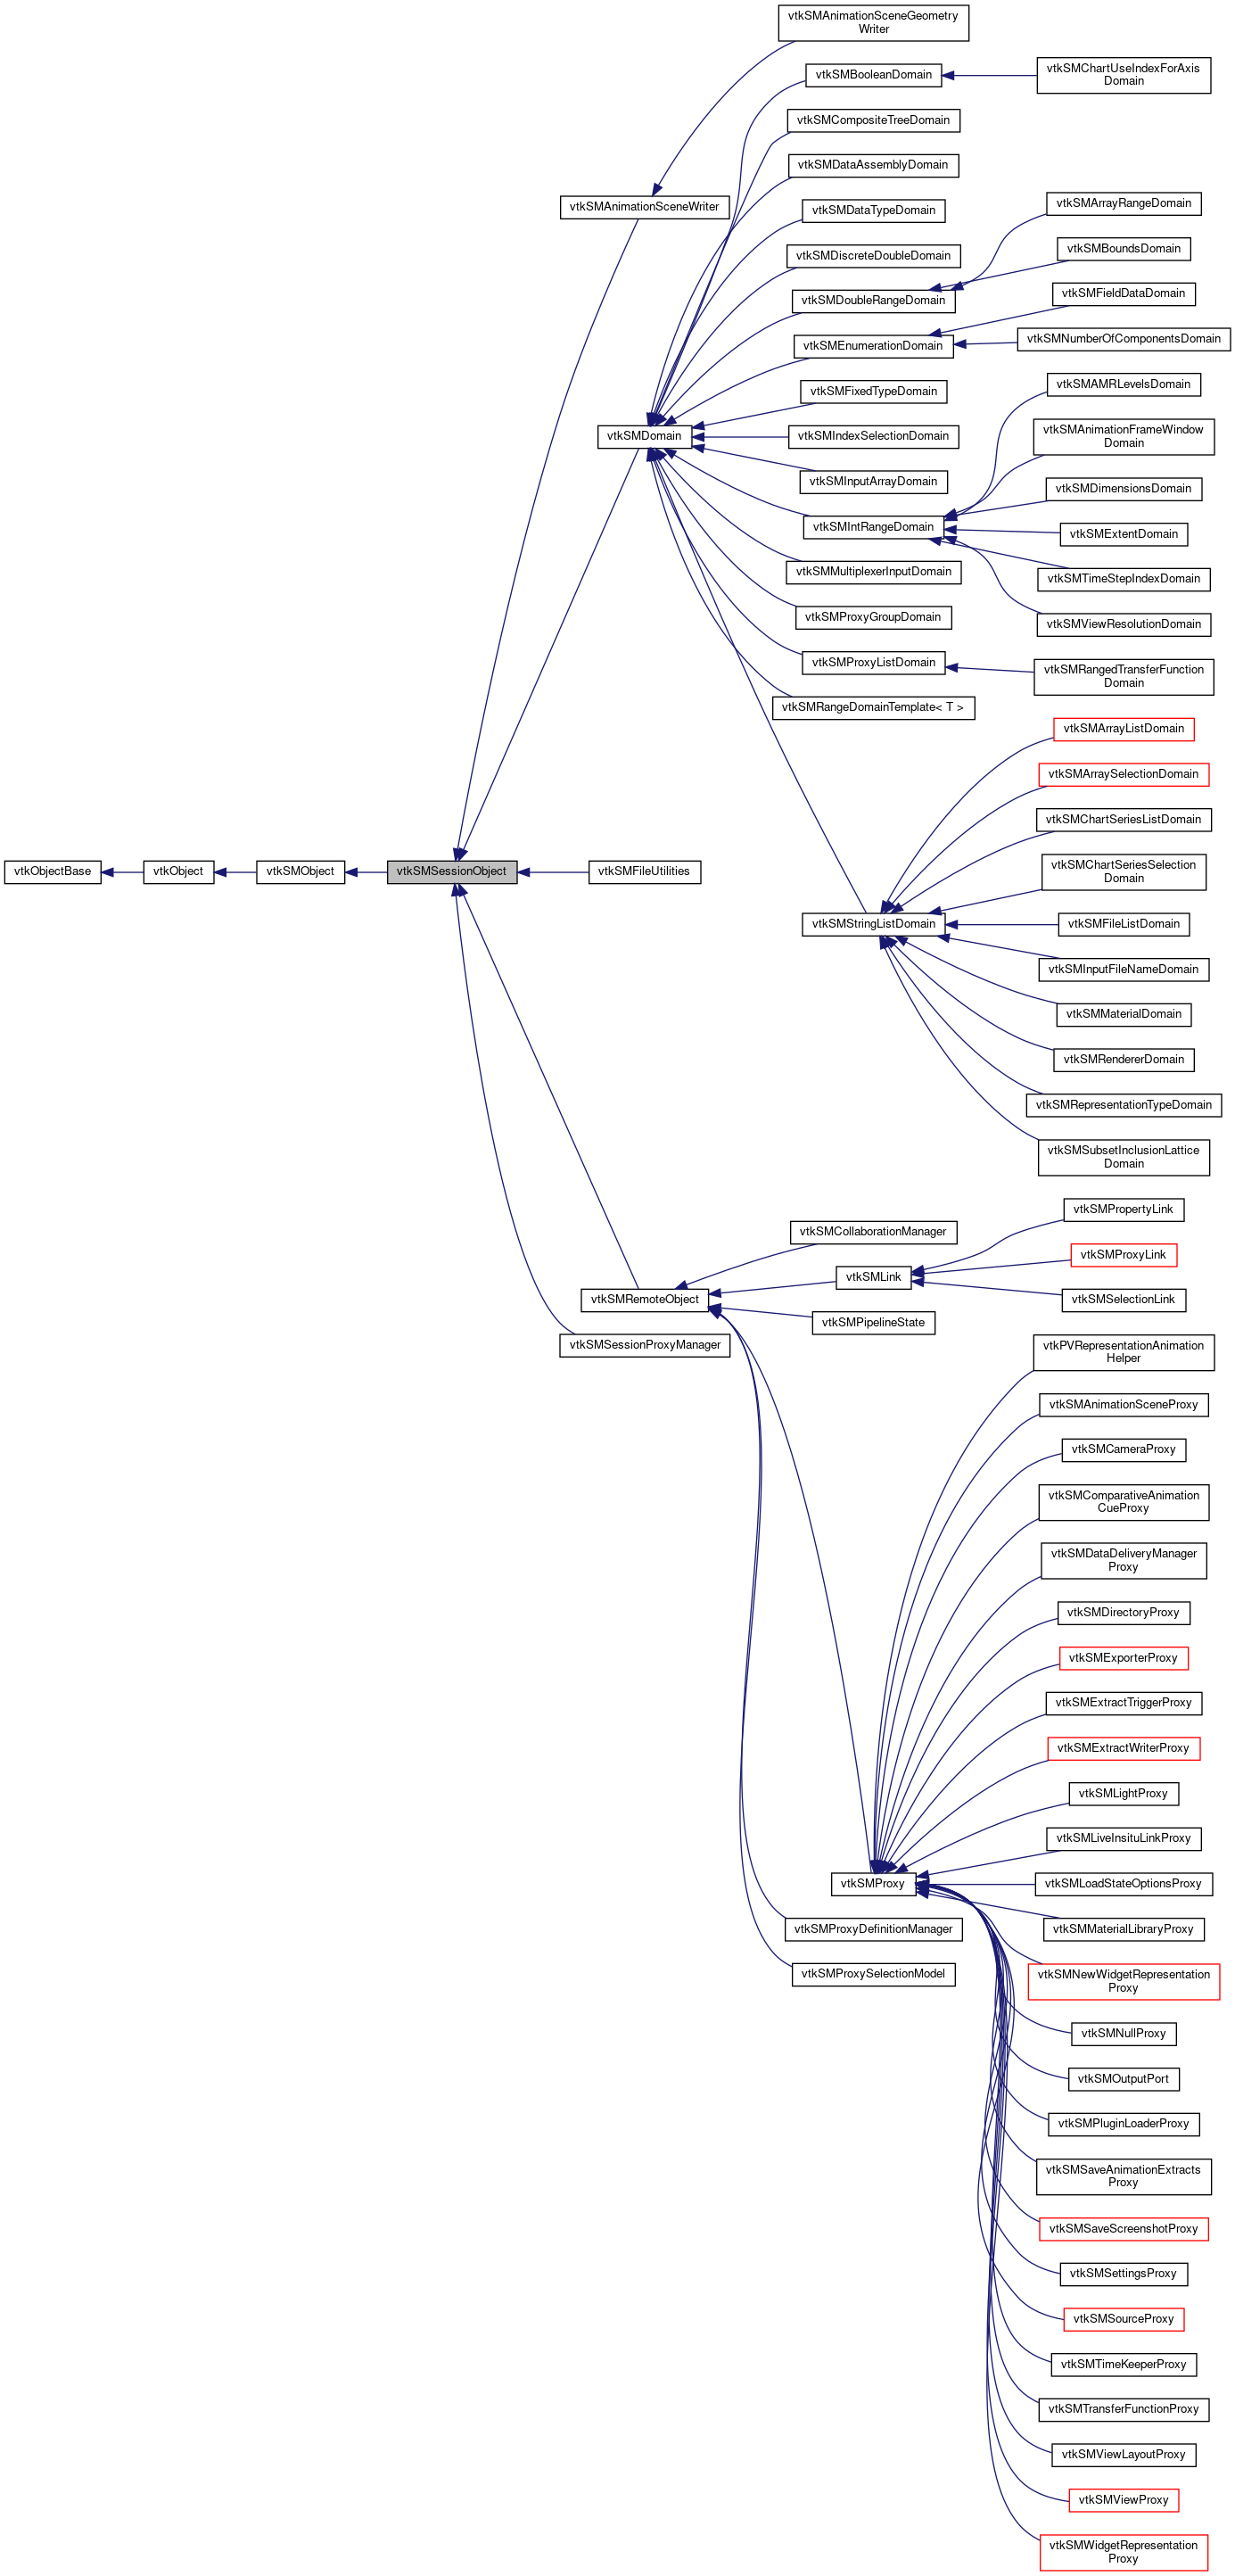 vtkSMAnimationSceneGeometry
Writer
vtkSMBooleanDomain
vtkSMChartUseIndexForAxis
Domain
vtkSMCompositeTreeDomain
vtkSMDataAssemblyDomain
vtkSMAnimationSceneWriter
vtkSMDataTypeDomain
vtkSMArrayRangeDomain
vtkSMDiscreteDoubleDomain
vtkSMBoundsDomain
vtkSMDoubleRangeDomain
vtkSMFieldDataDomain
vtkSMEnumerationDomain
vtkSMNumberOfComponentsDomain
vtkSMFixedTypeDomain
vtkSMAMRLevelsDomain
vtkSMDomain
vtkSMIndexSelectionDomain
vtkSMAnimationFrameWindow
Domain
vtkSMInputArrayDomain
vtkSMDimensionsDomain
vtkSMIntRangeDomain
vtkSMExtentDomain
vtkSMMultiplexerInputDomain
vtkSMTimeStepIndexDomain
vtkSMProxyGroupDomain
vtkSMViewResolutionDomain
vtkSMProxyListDomain
vtkSMRangedTransferFunction
Domain
vtkSMRangeDomainTemplate< T >
vtkSMArrayListDomain
vtkSMArraySelectionDomain
vtkSMChartSeriesListDomain
vtkObjectBase
vtkObject
vtkSMObject
vtkSMSessionObject
vtkSMFileUtilities
vtkSMChartSeriesSelection
Domain
vtkSMStringListDomain
vtkSMFileListDomain
vtkSMInputFileNameDomain
vtkSMMaterialDomain
vtkSMRendererDomain
vtkSMRepresentationTypeDomain
vtkSMSubsetInclusionLattice
Domain
vtkSMPropertyLink
vtkSMCollaborationManager
vtkSMProxyLink
vtkSMLink
vtkSMSelectionLink
vtkSMRemoteObject
vtkSMPipelineState
vtkSMSessionProxyManager
vtkPVRepresentationAnimation
Helper
vtkSMAnimationSceneProxy
vtkSMCameraProxy
vtkSMComparativeAnimation
CueProxy
vtkSMDataDeliveryManager
Proxy
vtkSMDirectoryProxy
vtkSMExporterProxy
vtkSMExtractTriggerProxy
vtkSMExtractWriterProxy
vtkSMLightProxy
vtkSMLiveInsituLinkProxy
vtkSMProxy
vtkSMLoadStateOptionsProxy
vtkSMProxyDefinitionManager
vtkSMMaterialLibraryProxy
vtkSMProxySelectionModel
vtkSMNewWidgetRepresentation
Proxy
vtkSMNullProxy
vtkSMOutputPort
vtkSMPluginLoaderProxy
vtkSMSaveAnimationExtracts
Proxy
vtkSMSaveScreenshotProxy
vtkSMSettingsProxy
vtkSMSourceProxy
vtkSMTimeKeeperProxy
vtkSMTransferFunctionProxy
vtkSMViewLayoutProxy
vtkSMViewProxy
vtkSMWidgetRepresentation
Proxy